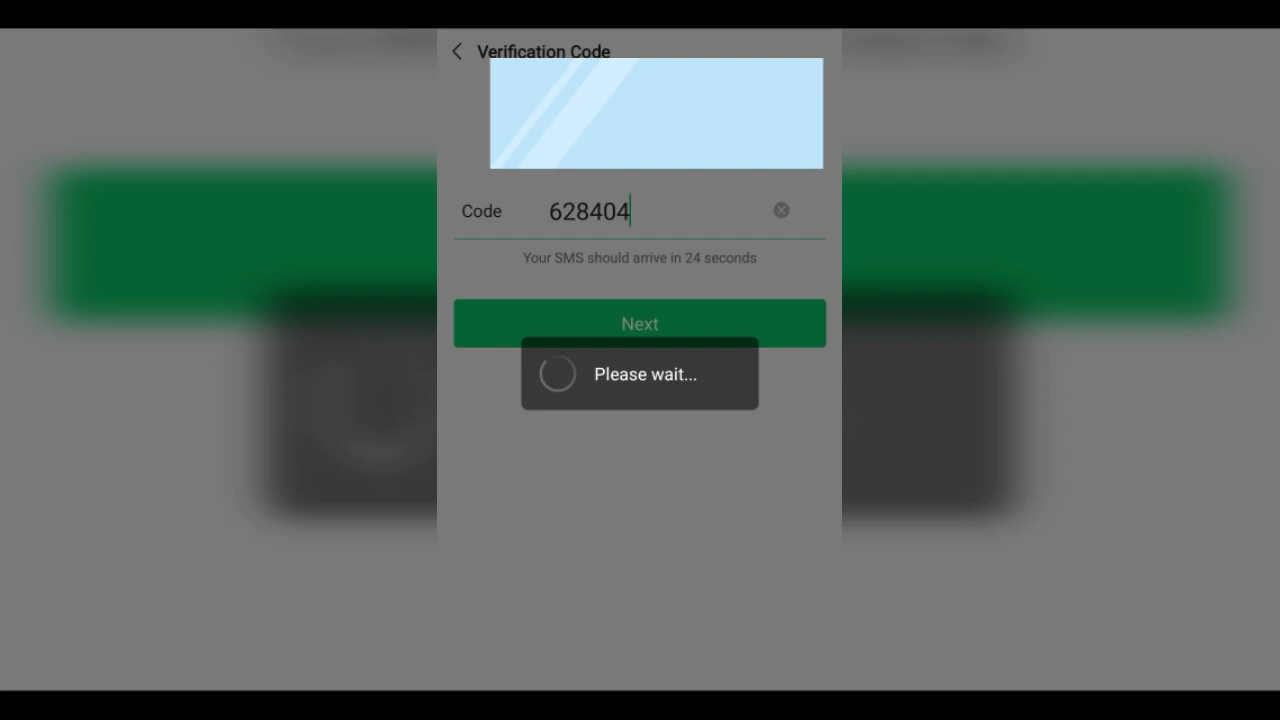 Verification Code
Code 628404
Your SMS should arrive in 24 seconds
Next
Please wait...